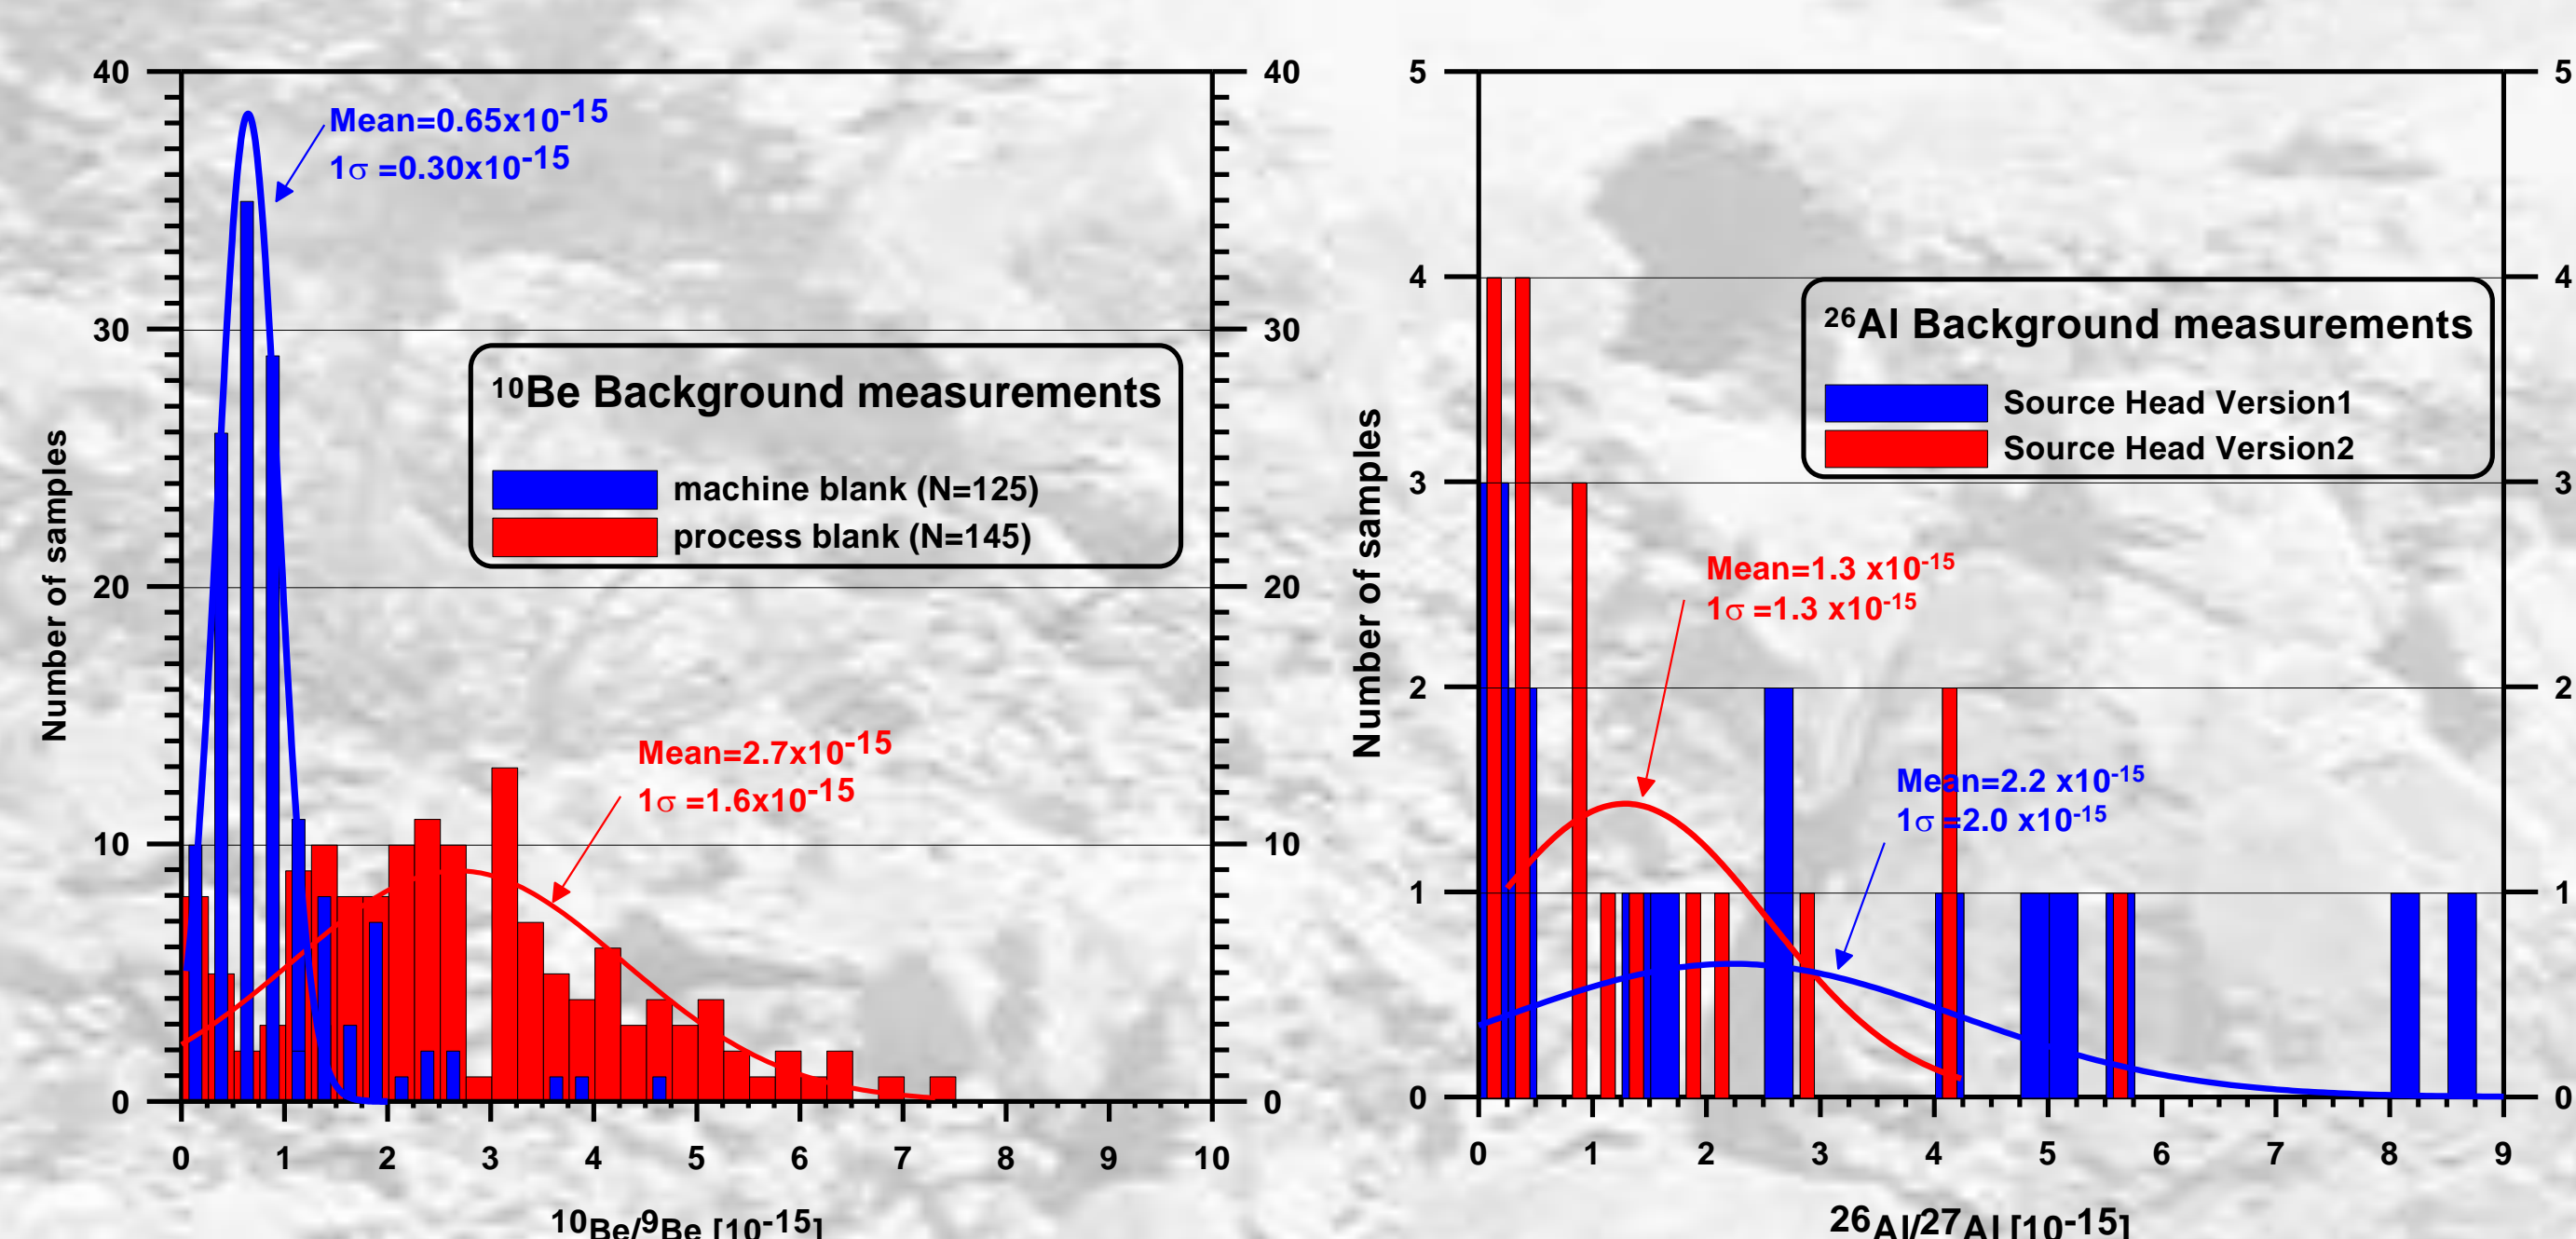 40
30
20
10
0
Number of samples
Mean=0.65x10-15
1σ =0.30x10-15
10Be Background measurements
machine blank (N=125)
process blank (N=145)
Mean=2.7x10-15
1σ =1.6x10-15
40
30
20
10
0
0 1 2 3 4 5 6 7 8 9 10
10Be/9Be [10-15]
5
4
3
2
1
0
Number of samples
26Al Background measurements
Source Head Version1
Source Head Version2
Mean=1.3 x10-15
1σ =1.3 x10-15
Mean=2.2 x10-15
1σ =2.0 x10-15
5
4
3
2
1
0
0 1 2 3 4 5 6 7 8 9
26Al/27Al [10-15]